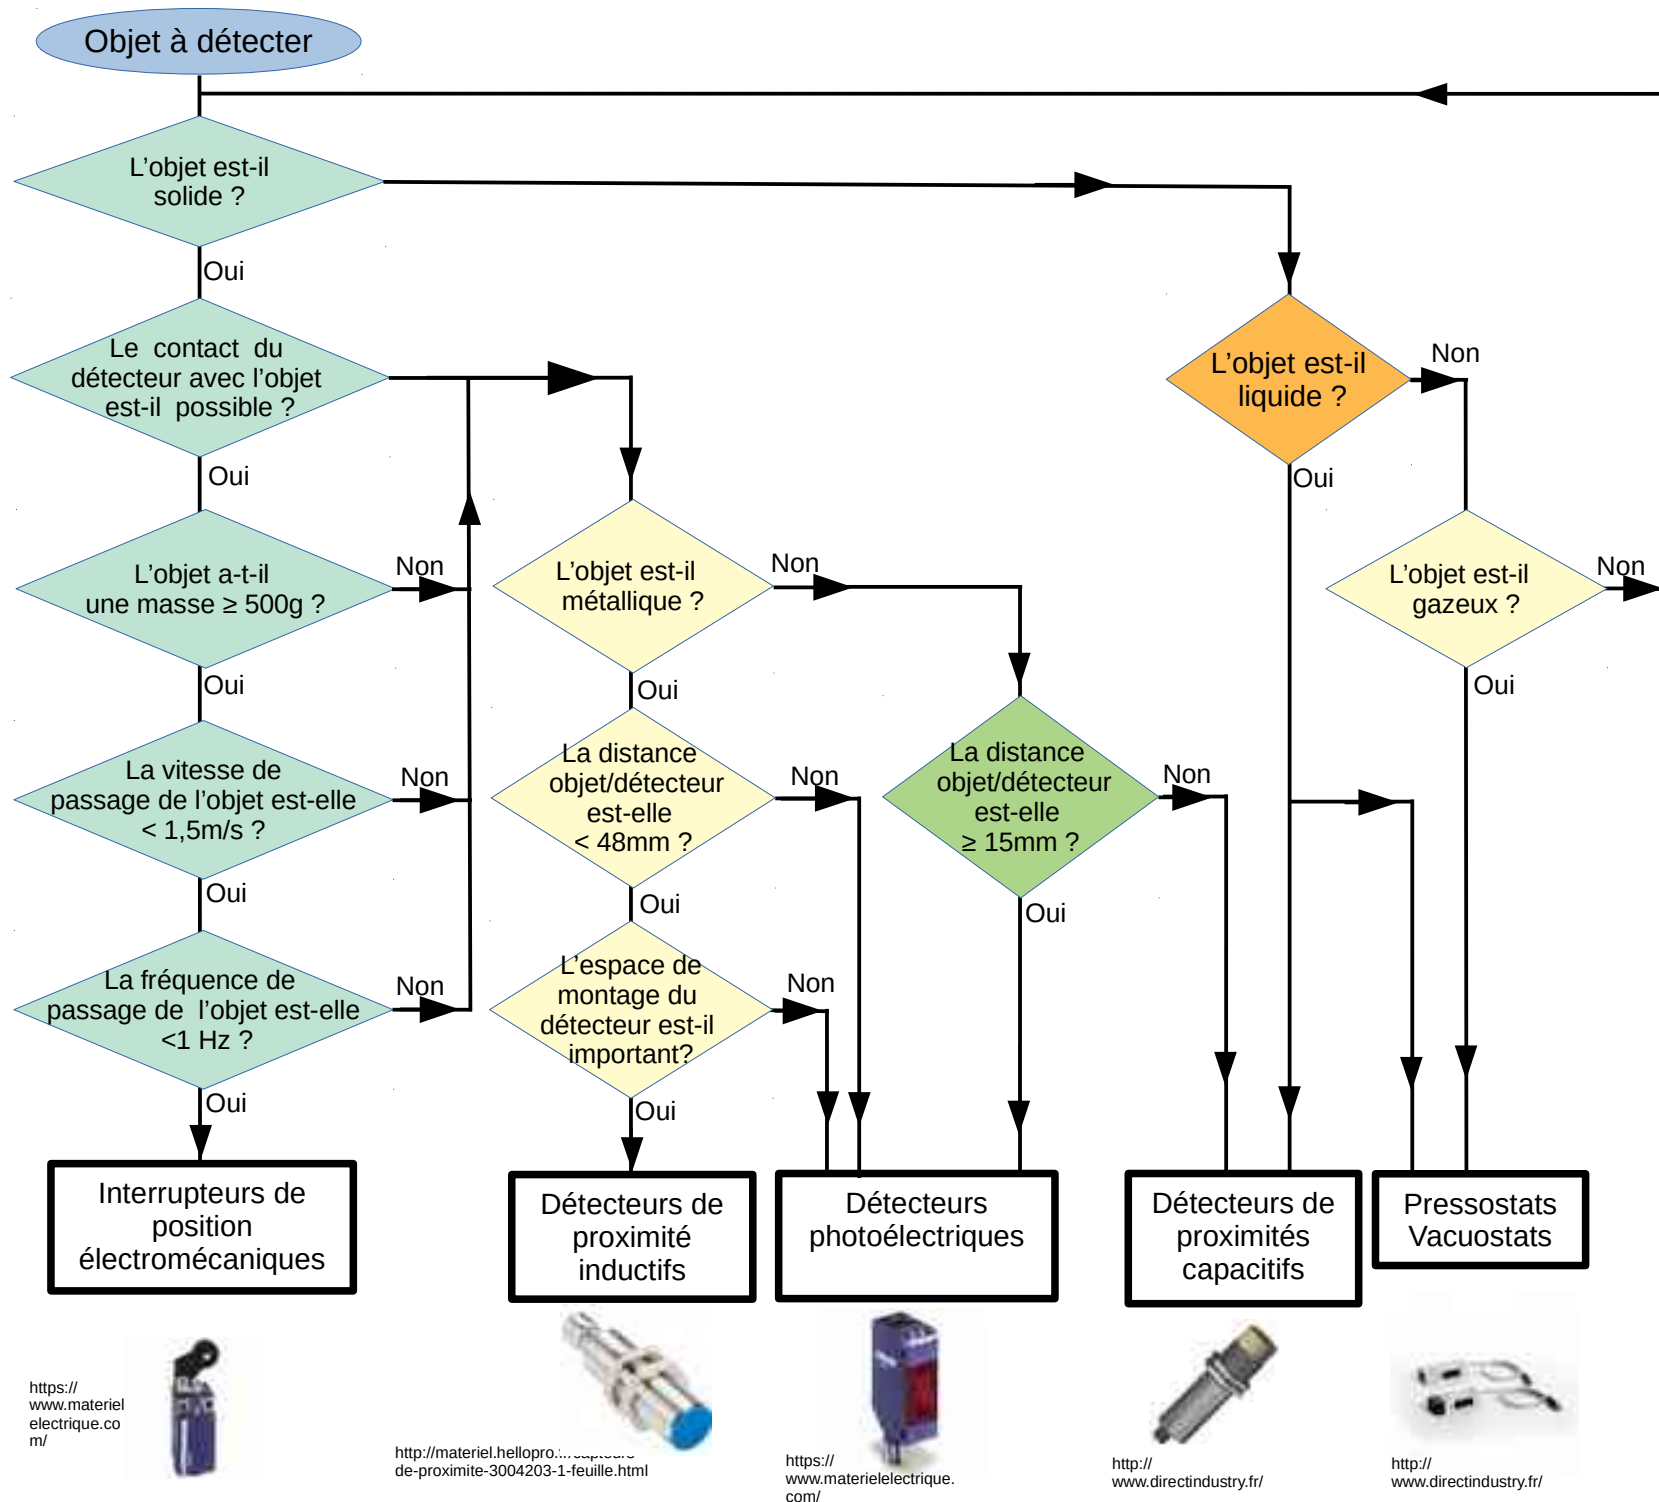 Objet à détecter
L’objet est-il
solide ?
Oui
Le contact du
détecteur avec l’objet
est-il possible ?
Oui
L’objet a-t-il
une masse ≥ 500g ?
Non
Oui
La vitesse de
passage de l’objet est-elle
< 1,5m/s ?
Non
Oui
La fréquence de
passage de l’objet est-elle
<1 Hz ?
Non
Oui
Interrupteurs de
position
électromécaniques
L’objet est-il
métallique ?
Non
Oui
La distance
objet/détecteur
est-elle
< 48mm ?
Non
Oui
L’espace de
montage du
détecteur est-il
important?
Non
Oui
Détecteurs de
proximité
inductifs
La distance
objet/détecteur
est-elle
≥ 15mm ?
Non
Oui
Détecteurs
photoélectriques
L’objet est-il
liquide ?
Non
Oui
L’objet est-il
gazeux ?
Non
Oui
Détecteurs de
proximités
capacitifs
Pressostats
Vacuostats
https://
www.materiel
electrique.co
m/
http://materiel.hellopro.
de-proximite-3004203-1-feuille.html
https://
www.materielelectrique.
com/
http://
www.directindustry.fr/
http://
www.directindustry.fr/